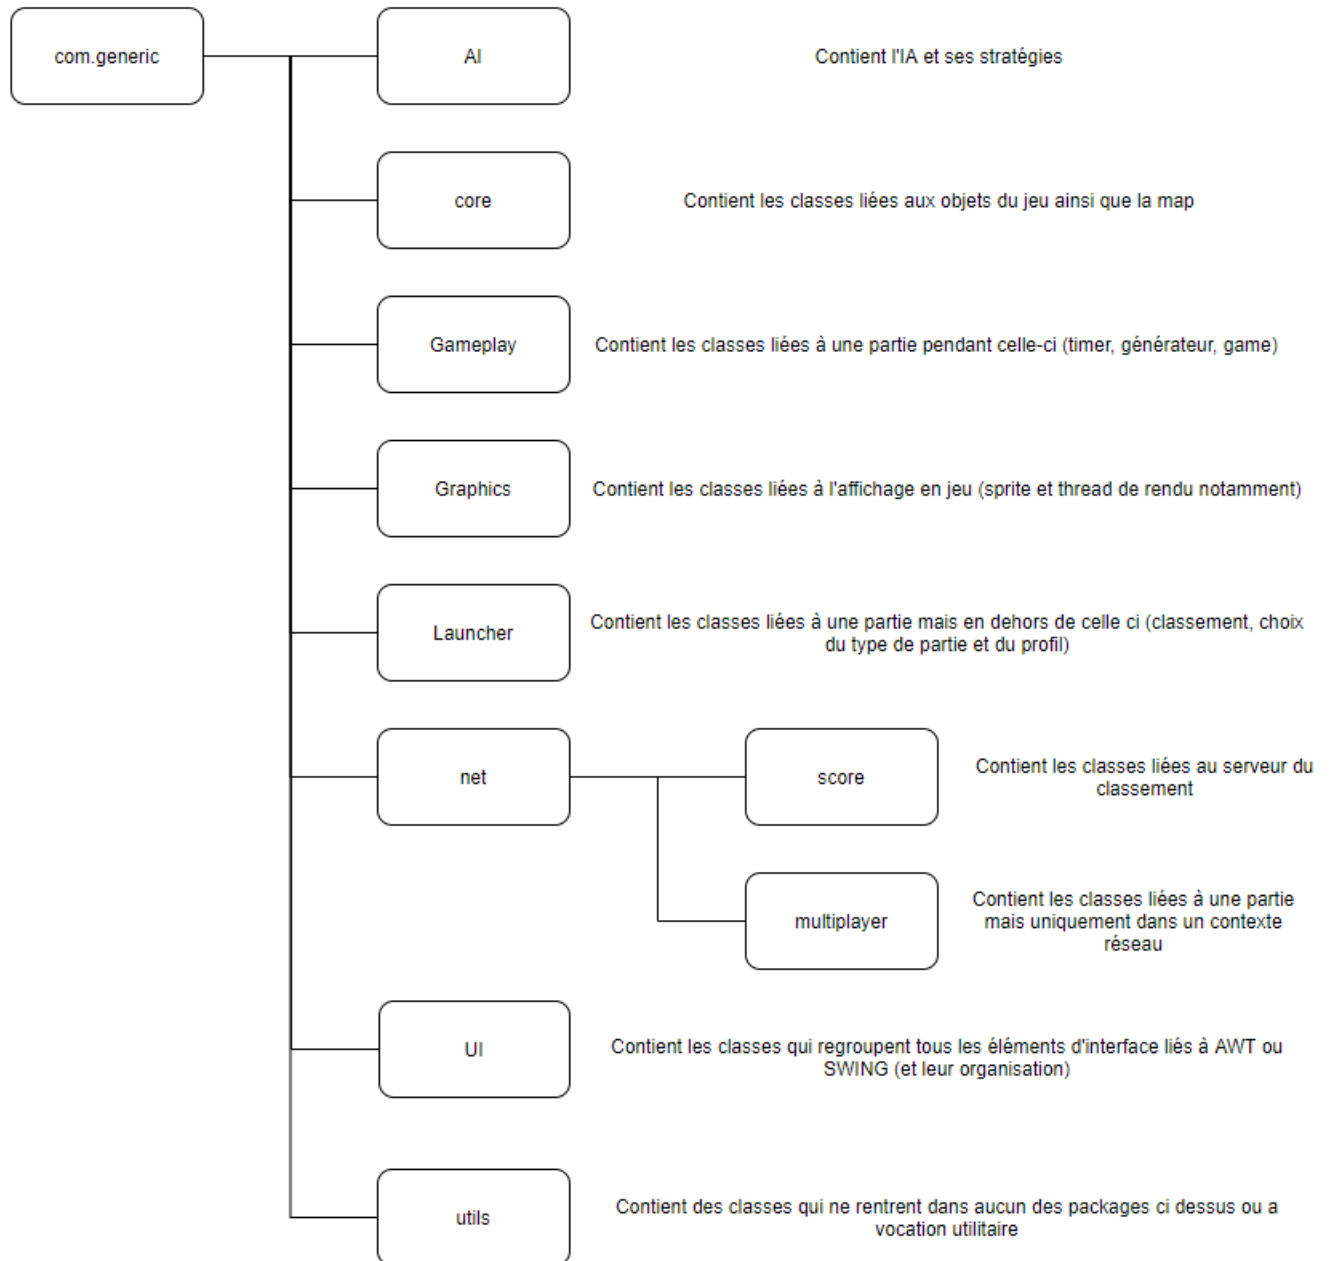 com.generic
AI
Contient l'IA et ses stratégies
core
Contient les classes liées aux objets du jeu ainsi que la map
Gameplay
Contient les classes liées à une partie pendant celle-ci (timer, générateur, game)
Graphics
Contient les classes liées à l'affichage en jeu (sprite et thread de rendu notamment)
Launcher
Contient les classes liées à une partie mais en dehors de celle ci (classement, choix
du type de partie et du profil)
net
score
Contient les classes liées au serveur du
classement
multiplayer
Contient les classes liées à une partie
mais uniquement dans un contexte
réseau
UI
Contient les classes qui regroupent tous les éléments d'interface liés à AWT ou
SWING (et leur organisation)
utils
Contient des classes qui ne rentrent dans aucun des packages ci dessus ou a
vocation utilitaire